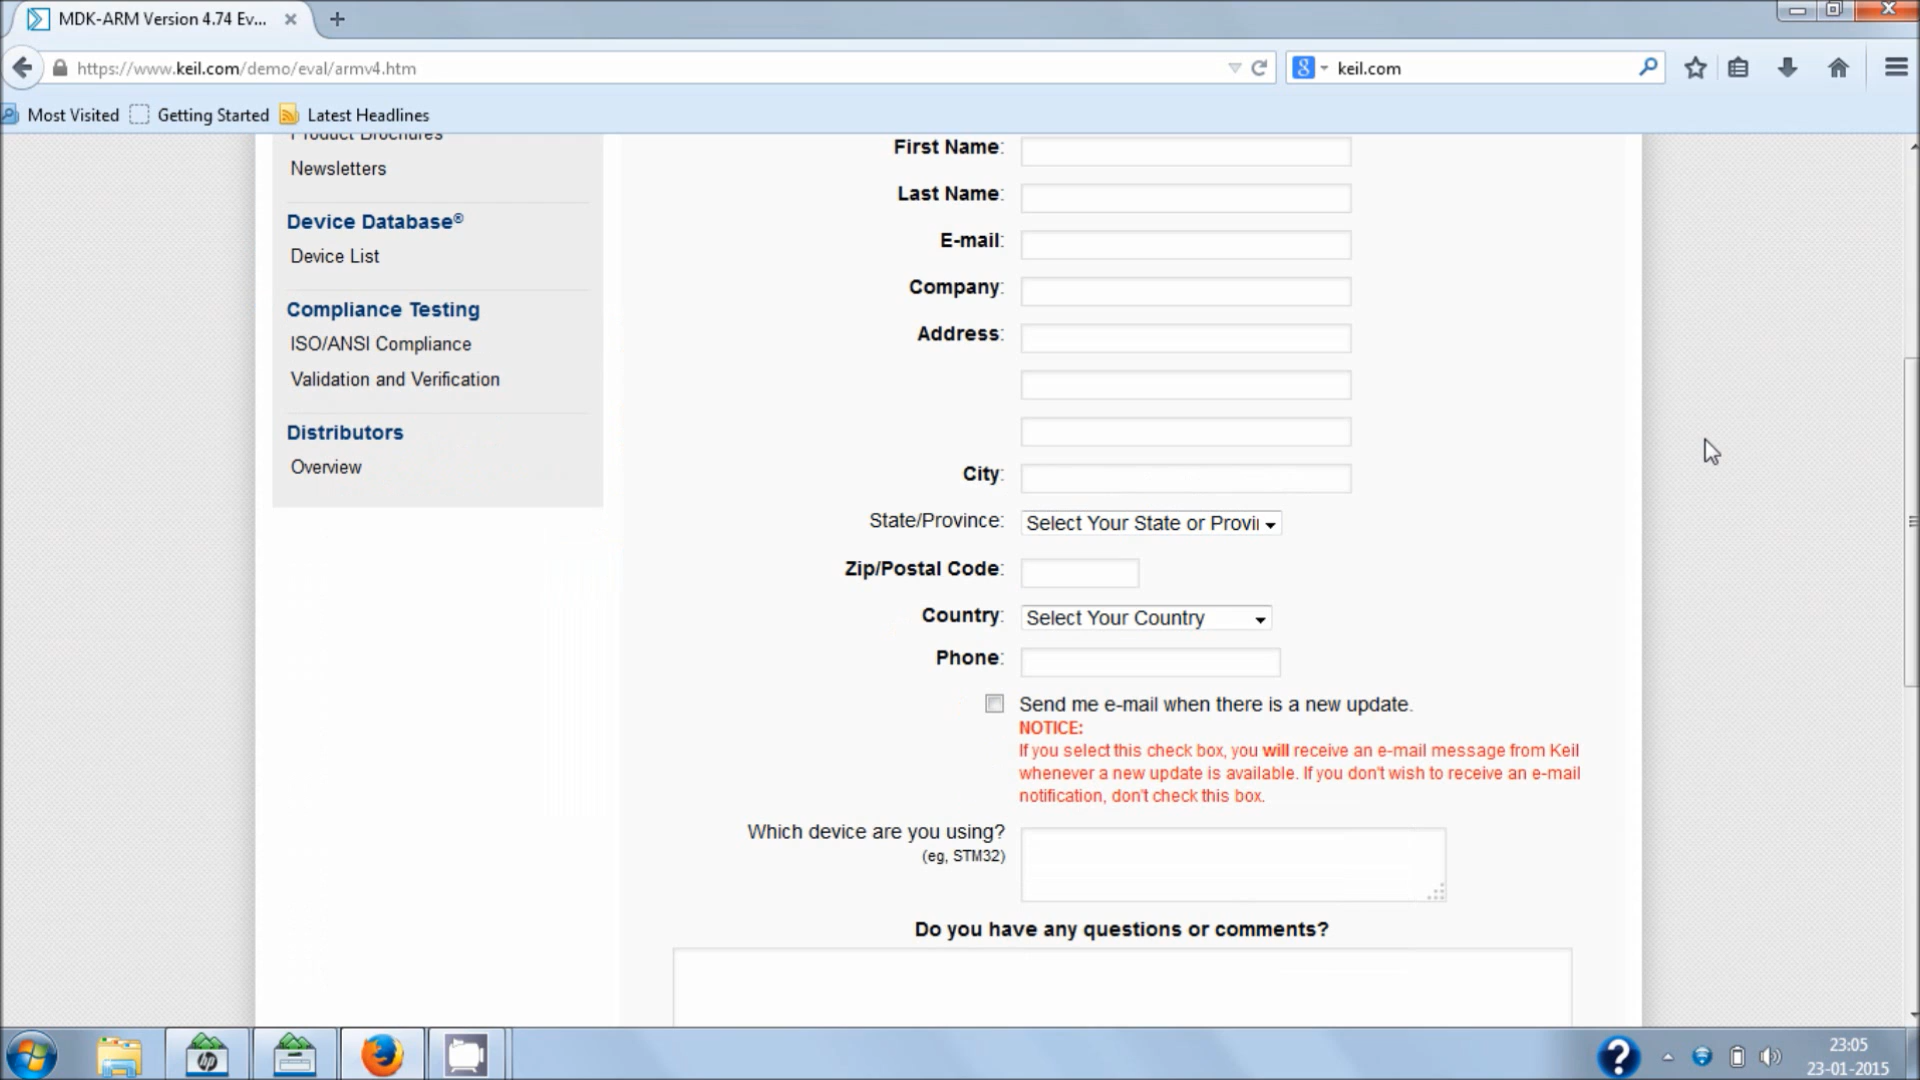 MDK-ARM Version 4.74 Ev...
https://www.keil.com/demo/eval/armv4.htm
keil.com
Most Visited
Getting Started
Latest Headlines
Product Brochures
Newsletters
Device Database®
Device List
Compliance Testing
ISO/ANSI Compliance
Validation and Verification
Distributors
Overview
First Name:
Last Name:
E-mail:
Company:
Address:
City:
State/Province:
Select Your State or Provi
Zip/Postal Code:
Country:
Select Your Country
Phone:
Send me e-mail when there is a new update.
NOTICE:
If you select this check box, you will receive an e-mail message from Keil
whenever a new update is available. If you don't wish to receive an e-mail
notification, don't check this box.
Which device are you using?
(eg, STM32)
Do you have any questions or comments?
23:05
23-01-2015